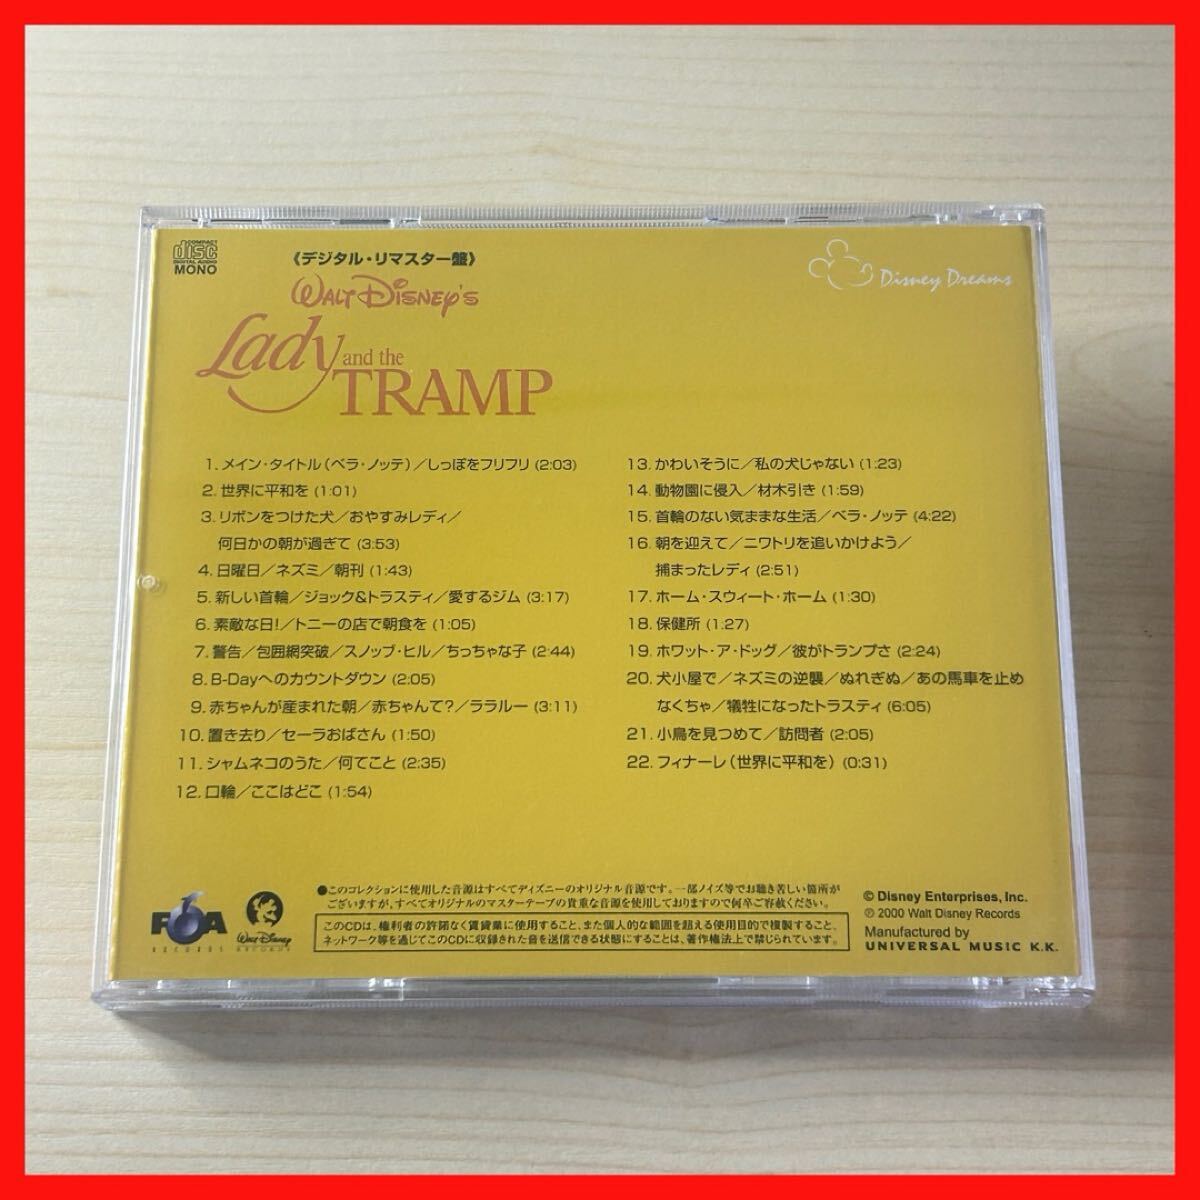 COMPACT
disc
DIGITAL AUDIO
MONO
《デジタル・リマスター盤》
WALT DISNEY'S
Lady and the TRAMP
Disney Dreams
1. メイン・タイトル(ベラ・ノッテ)／しっぽをフリフリ (2:03)
2. 世界に平和を (1:01)
3. リボンをつけた犬／おやすみレディ／
何日かの朝が過ぎて (3:53)
4. 日曜日／ネズミ／朝刊 (1:43)
5. 新しい首輪／ジョック&トラスティ／愛するジム (3:17)
6. 素敵な日!／トニーの店で朝食を (1:05)
7. 警告／包囲網突破／スノッブ・ヒル／ちっちゃな子 (2:44)
8. B-Dayへのカウントダウン (2:05)
9. 赤ちゃんが産まれた朝／赤ちゃんて?／ララルー (3:11)
10. 置き去り／セーラおばさん (1:50)
11. シャムネコのうた／何てこと (2:35)
12. 口輪／ここはどこ (1:54)
13. かわいそうに／私の犬じゃない (1:23)
14. 動物園に侵入／材木引き (1:59)
15. 首輪のない気ままな生活／ベラ・ノッテ (4:22)
16. 朝を迎えて／ニワトリを追いかけよう／
捕まったレディ (2:51)
17. ホーム・スウィート・ホーム (1:30)
18. 保健所 (1:27)
19. ホワット・ア・ドッグ／彼がトランプさ (2:24)
20. 犬小屋で／ネズミの逆襲／ぬれぎぬ／あの馬車を止め
なくちゃ／犠牲になったトラスティ (6:05)
21. 小鳥を見つめて／訪問者 (2:05)
22. フィナーレ(世界に平和を) (0:31)
●このコレクションに使用した音源はすべてディズニーのオリジナル音源です。一部ノイズ等でお聴き苦しい箇所が
ございますが、すべてオリジナルのマスターテープの貴重な音源を使用しておりますので何卒ご容赦ください。
このCDは、権利者の許諾なく賃貸業に使用すること、また個人的な範囲を超える使用目的で複製すること、
ネットワーク等を通じてこのCDに収録された音を送信できる状態にすることは、著作権法上で禁じられています。
RECORDS
Walt Disney
RECORDS
© Disney Enterprises, Inc.
℗ 2000 Walt Disney Records
Manufactured by
UNIVERSAL MUSIC K.K.